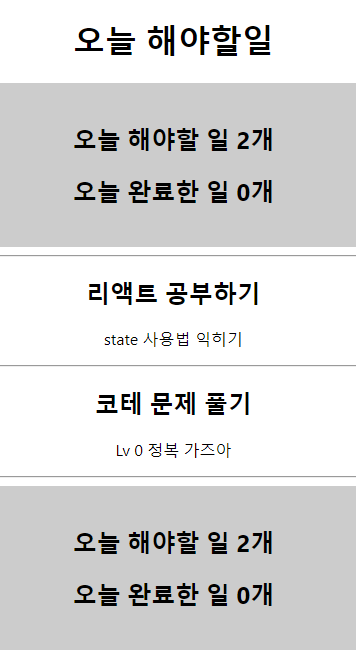 오늘 해야할일
오늘 해야할 일 2개
오늘 완료한 일 0개
리액트 공부하기
state 사용법 익히기
코테 문제 풀기
Lv 0 정복 가즈아
오늘 해야할 일 2개
오늘 완료한 일 0개